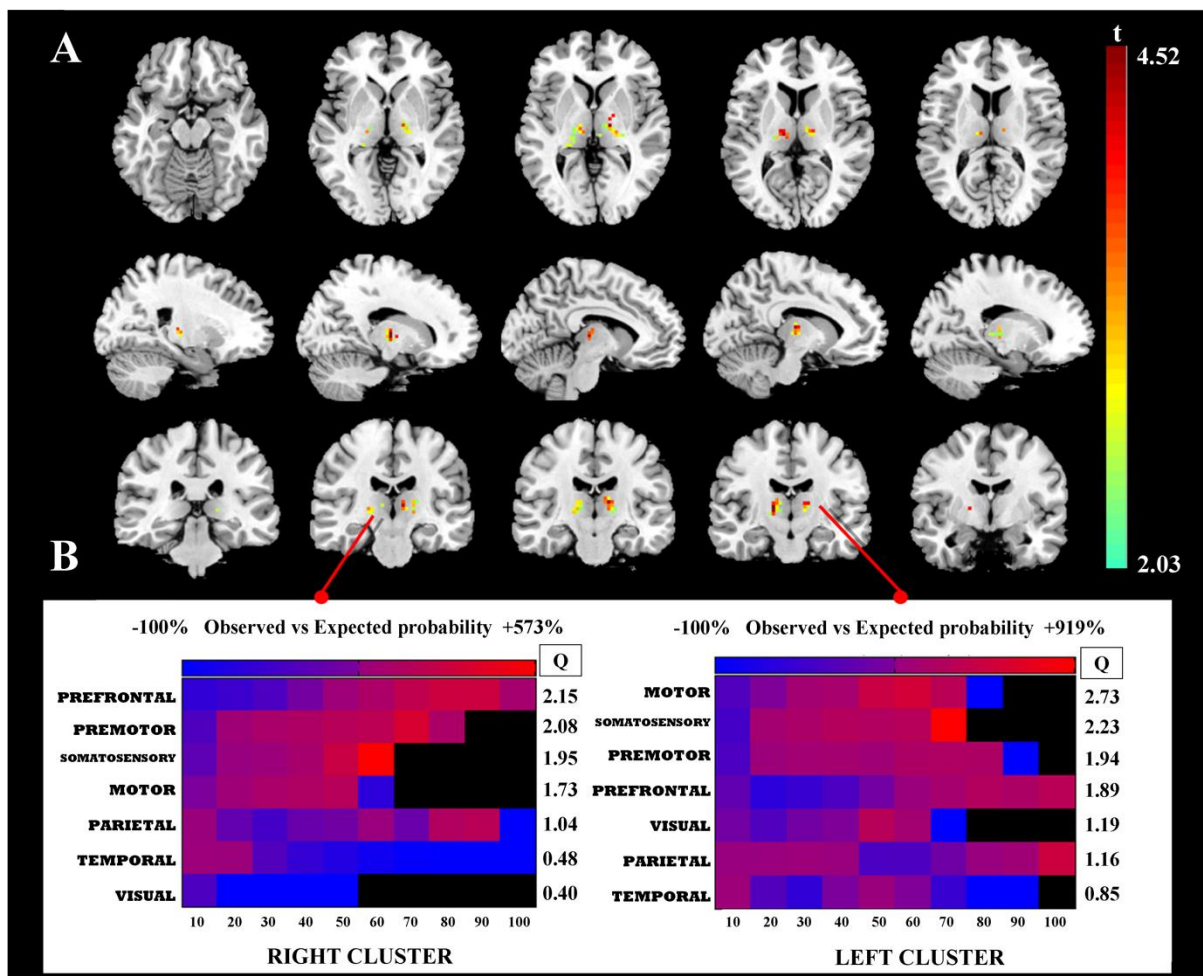 A
t
4.52
2.03
B
-100% Observed vs Expected probability +573%
Q
PREFRONTAL 2.15
PREMOTOR 2.08
SOMATOSENSORY 1.95
MOTOR 1.73
PARIETAL 1.04
TEMPORAL 0.48
VISUAL 0.40
10 20 30 40 50 60 70 80 90 100
RIGHT CLUSTER
-100% Observed vs Expected probability +919%
Q
MOTOR 2.73
SOMATOSENSORY 2.23
PREMOTOR 1.94
PREFRONTAL 1.89
VISUAL 1.19
PARIETAL 1.16
TEMPORAL 0.85
10 20 30 40 50 60 70 80 90 100
LEFT CLUSTER